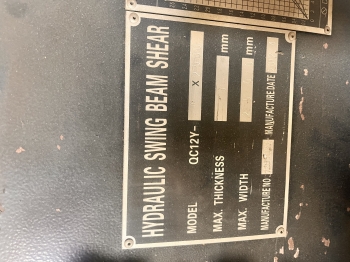 HYDRAULIC SWING BEAM SHEAR
MODEL QC12Y- X
MAX. THICKNESS mm
MAX. WIDTH mm
MANUFACTURE NO. MANUFACTURE DATE